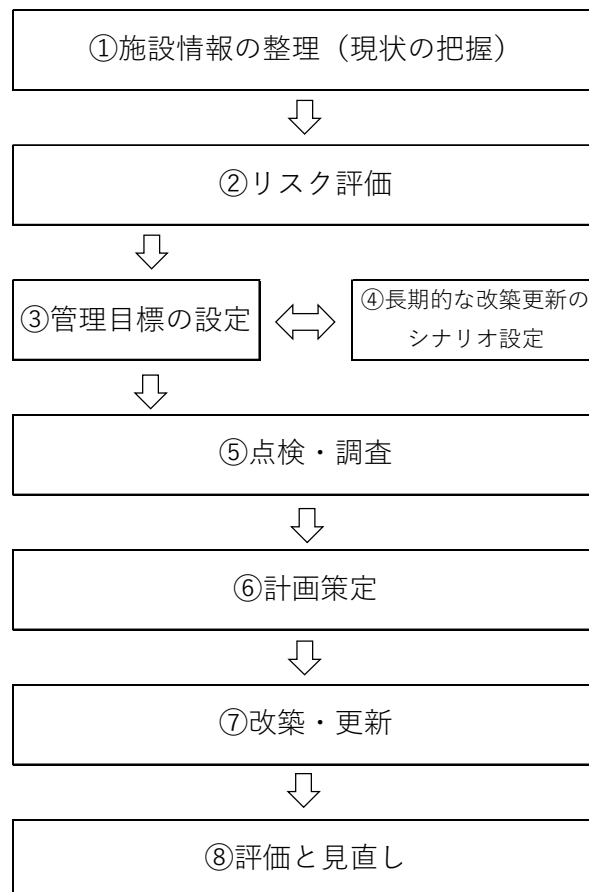 ①施設情報の整理（現状の把握）
②リスク評価
③管理目標の設定
④長期的な改築更新の
シナリオ設定
⑤点検・調査
⑥計画策定
⑦改築・更新
⑧評価と見直し